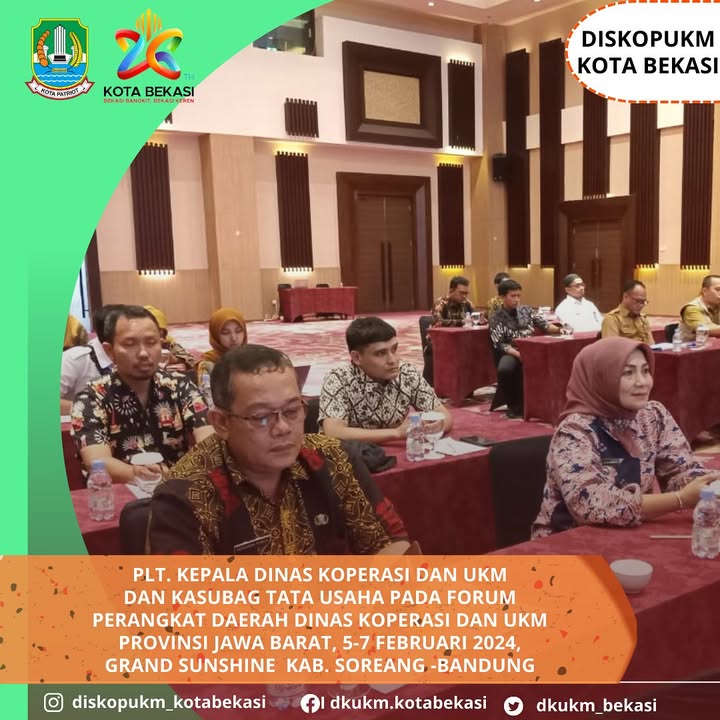 KOTA PATRIOT
26 TH
KOTA BEKASI
BEKASI BANGKIT, BEKASI KEREN
DISKOPUKM
KOTA BEKASI
PLT. KEPALA DINAS KOPERASI DAN UKM
DAN KASUBAG TATA USAHA PADA FORUM
PERANGKAT DAERAH DINAS KOPERASI DAN UKM
PROVINSI JAWA BARAT, 5-7 FEBRUARI 2024,
GRAND SUNSHINE KAB. SOREANG -BANDUNG
diskopukm_kotabekasi
dkukm.kotabekasi
dkukm_bekasi